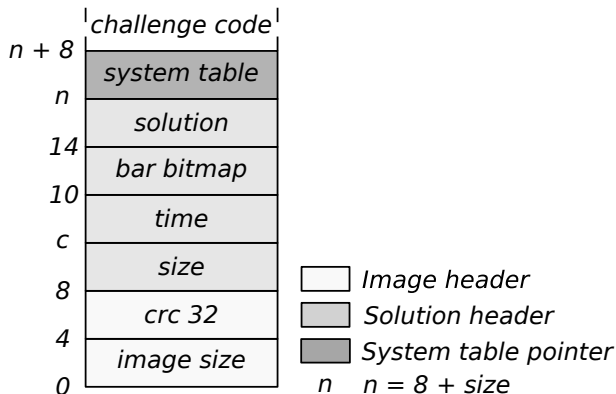 challenge code
n + 8
system table
n
solution
14
bar bitmap
10
time
c
size
8
crc 32
4
image size
0
Image header
Solution header
System table pointer
n n = 8 + size